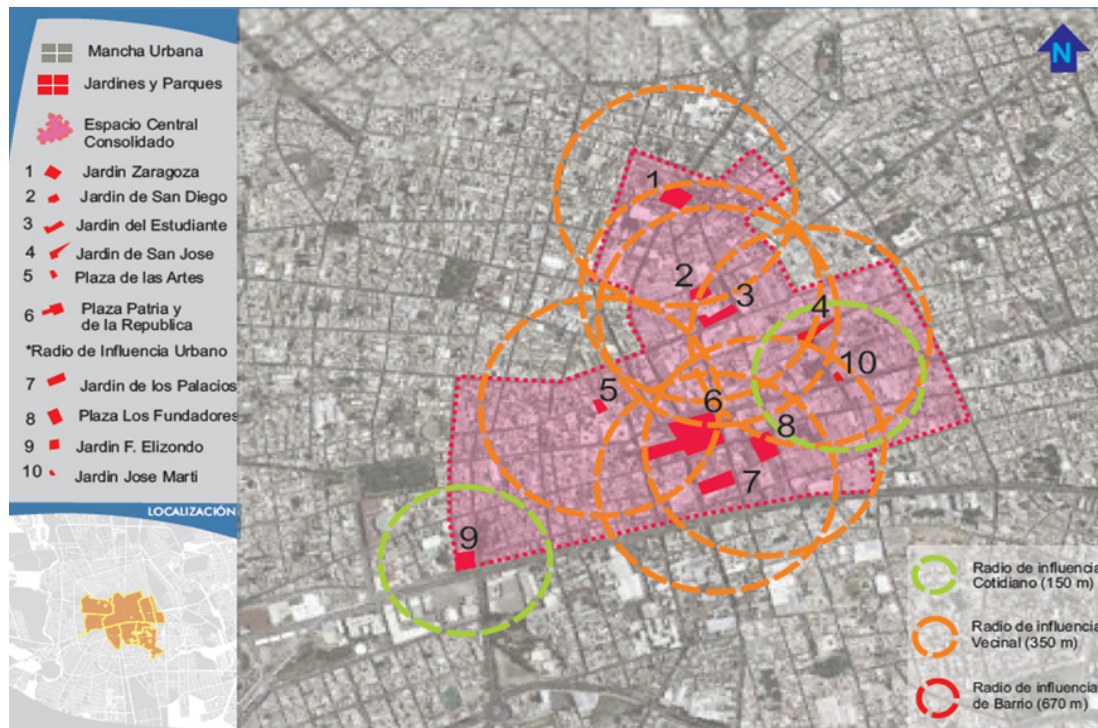 Mancha Urbana
Jardines y Parques
Espacio Central
Consolidado
1 Jardin Zaragoza
2 Jardin de San Diego
3 Jardin del Estudiante
4 Jardin de San Jose
5 Plaza de las Artes
6 Plaza Patria y
de la Republica
*Radio de Influencia Urbano
7 Jardin de los Palacios
8 Plaza Los Fundadores
9 Jardin F. Elizondo
10 Jardin Jose Marti
LOCALIZACIÓN
N
1
2
3
4
10
5
6
8
7
9
Radio de influencia
Cotidiano (150 m)
Radio de influencia
Vecinal (350 m)
Radio de influencia
de Barrio (670 m)